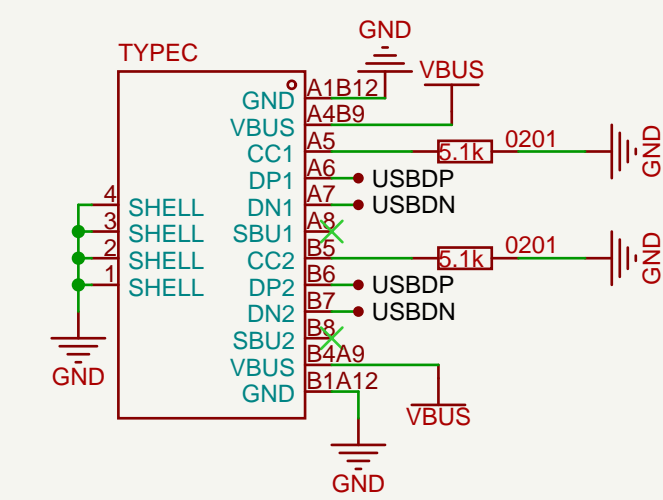 GND
TYPEC
VBUS
GND A1B12
VBUS A4B9
CC1 A5 5.1k 0201 GND
DP1 A6 USBDP
4 SHELL DN1 A7 USBDN
3 SHELL SBU1 A8
2 SHELL CC2 B5 5.1k 0201 GND
1 SHELL DP2 B6 USBDP
DN2 B7 USBDN
SBU2 B8
VBUS B4A9
GND
GND B1A12
VBUS
GND